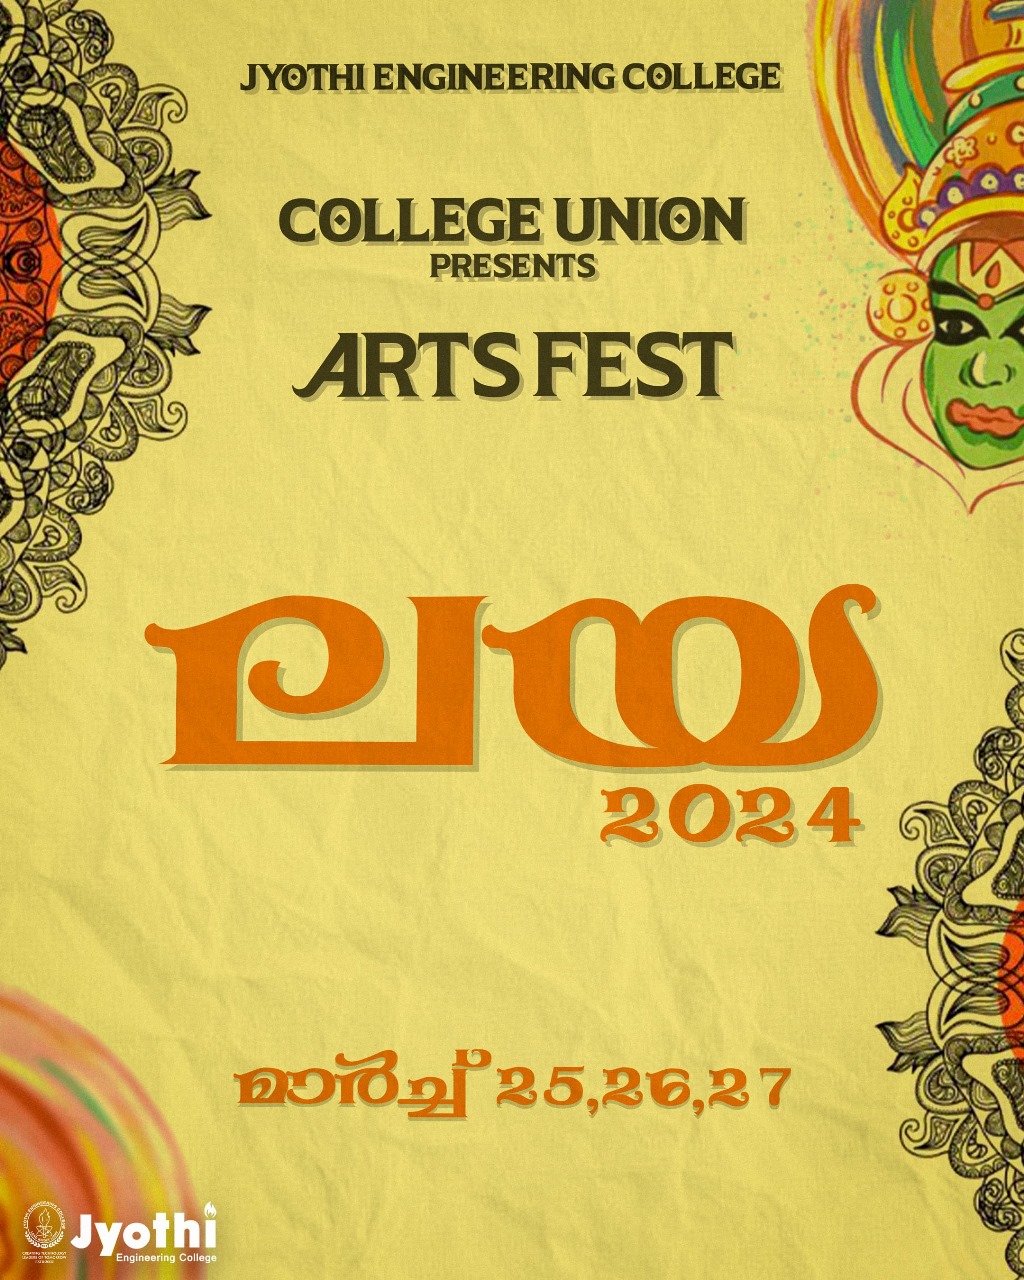 JYOTHI ENGINEERING COLLEGE
COLLEGE UNION
PRESENTS
ARTS FEST
ലയ
2024
മാർച്ച് 25,26,27
Jyothi
Engineering College